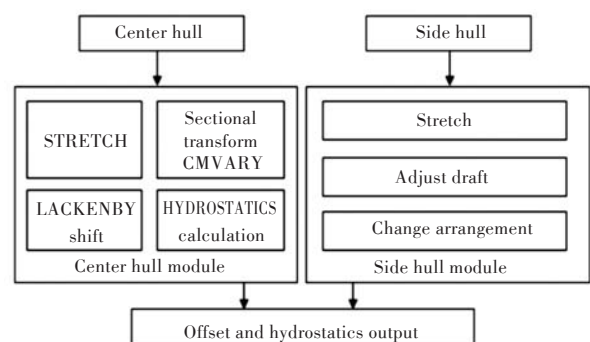 Center hull
Side hull
STRETCH
Sectional
transform
CMVARY
LACKENBY
shift
HYDROSTATICS
calculation
Center hull module
Stretch
Adjust draft
Change arrangement
Side hull module
Offset and hydrostatics output